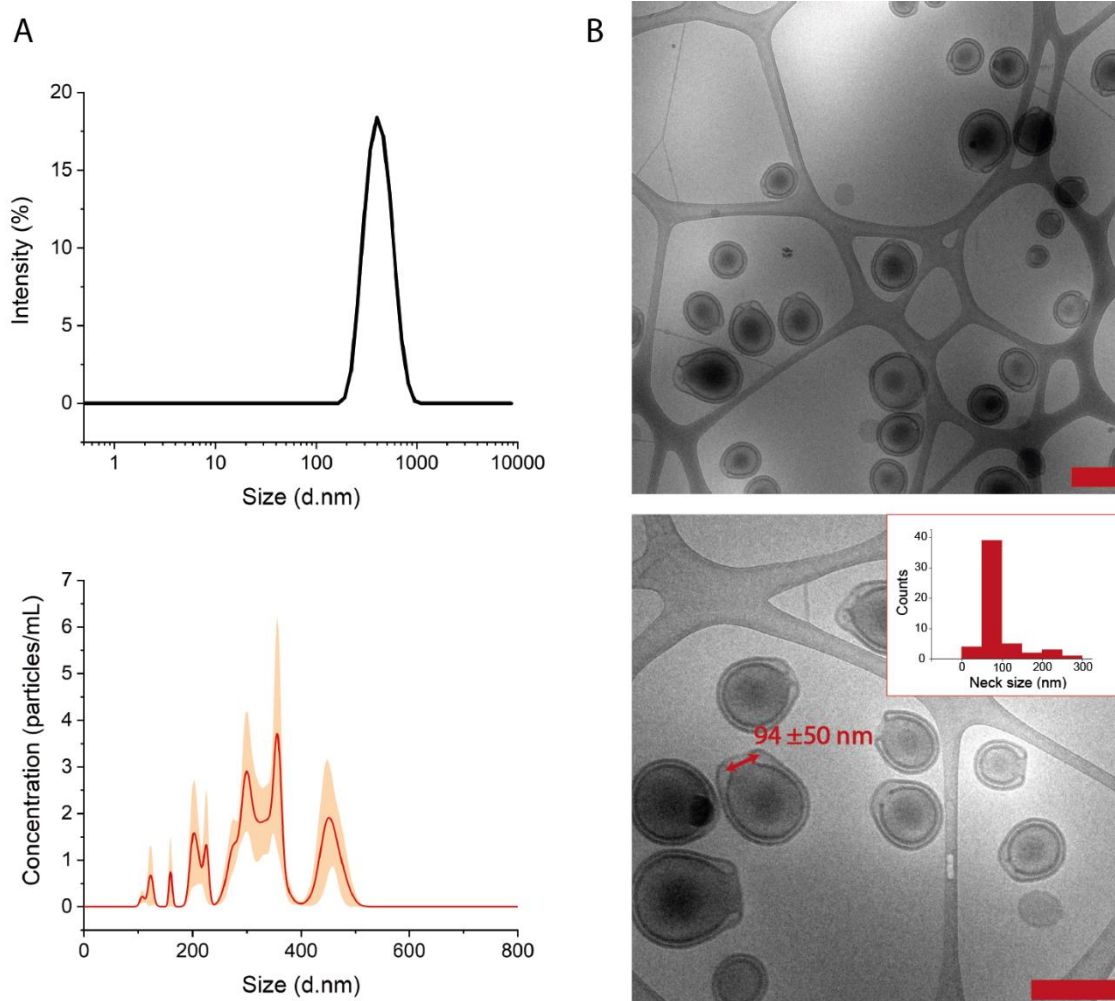 A
B
20
15
10
5
0
Intensity (%)
1 10 100 1000 10000
Size (d.nm)
7
6
5
4
3
2
1
0
Concentration (particles/mL)
0 200 400 600 800
Size (d.nm)
40
30
20
10
0
Counts
0 100 200 300
Neck size (nm)
94 ±50 nm